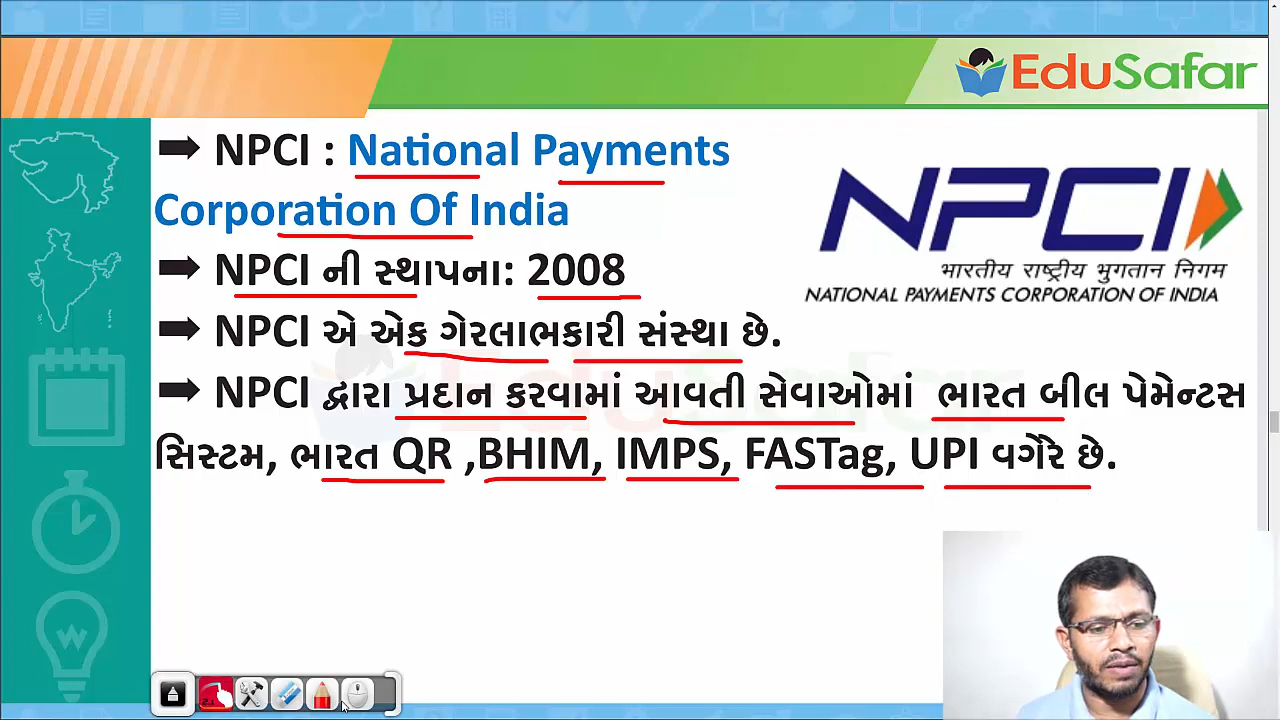 EduSafar
➡ NPCI : National Payments
Corporation Of India
➡ NPCI ની સ્થાપના: 2008
➡ NPCI એ એક ગેરલાભકારી સંસ્થા છે.
➡ NPCI દ્વારા પ્રદાન કરવામાં આવતી સેવાઓમાં ભારત બીલ પેમેન્ટસ
સિસ્ટમ, ભારત QR ,BHIM, IMPS, FASTag, UPI વગેરે છે.
NPCI
भारतीय राष्ट्रीय भुगतान निगम
NATIONAL PAYMENTS CORPORATION OF INDIA
EduSafar